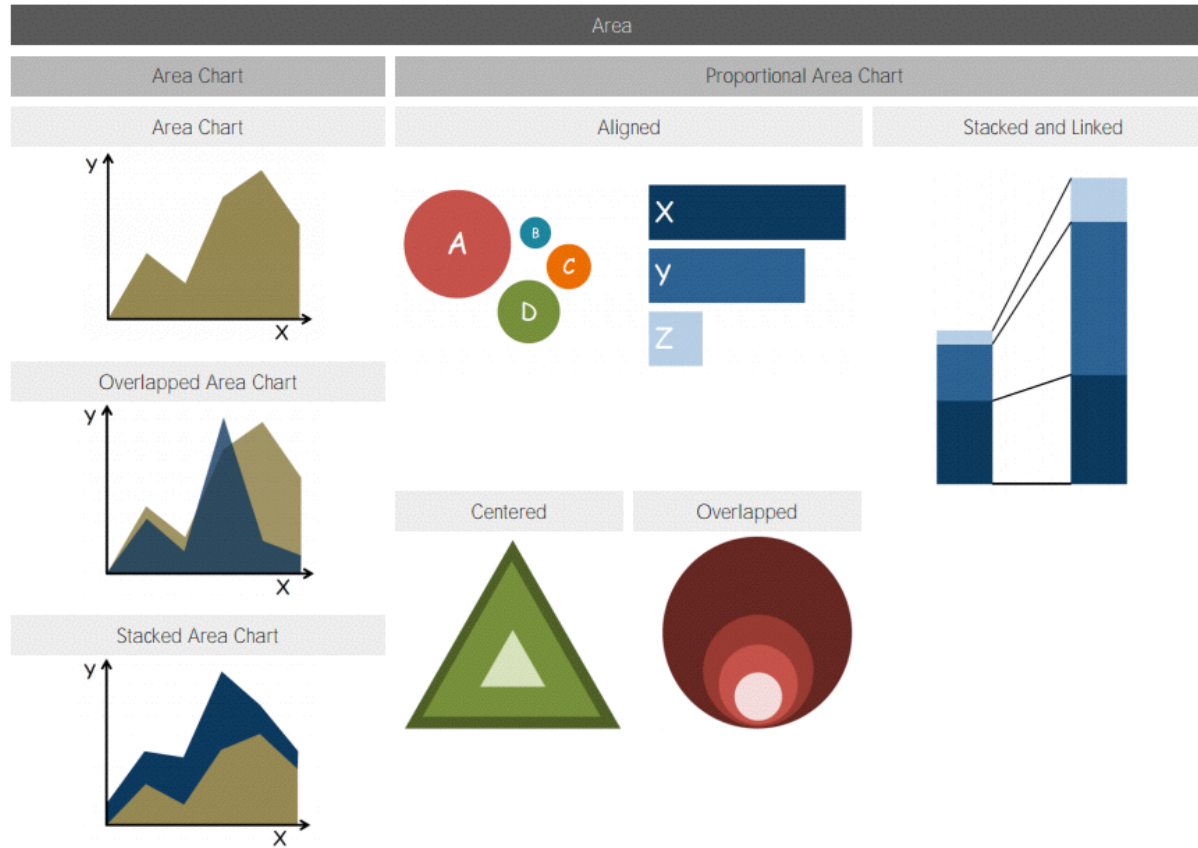 Area
Area Chart
Proportional Area Chart
Area Chart
Aligned
Stacked and Linked
Y
X
A
B
C
D
X
Y
Z
Overlapped Area Chart
Y
X
Centered
Overlapped
Stacked Area Chart
Y
X